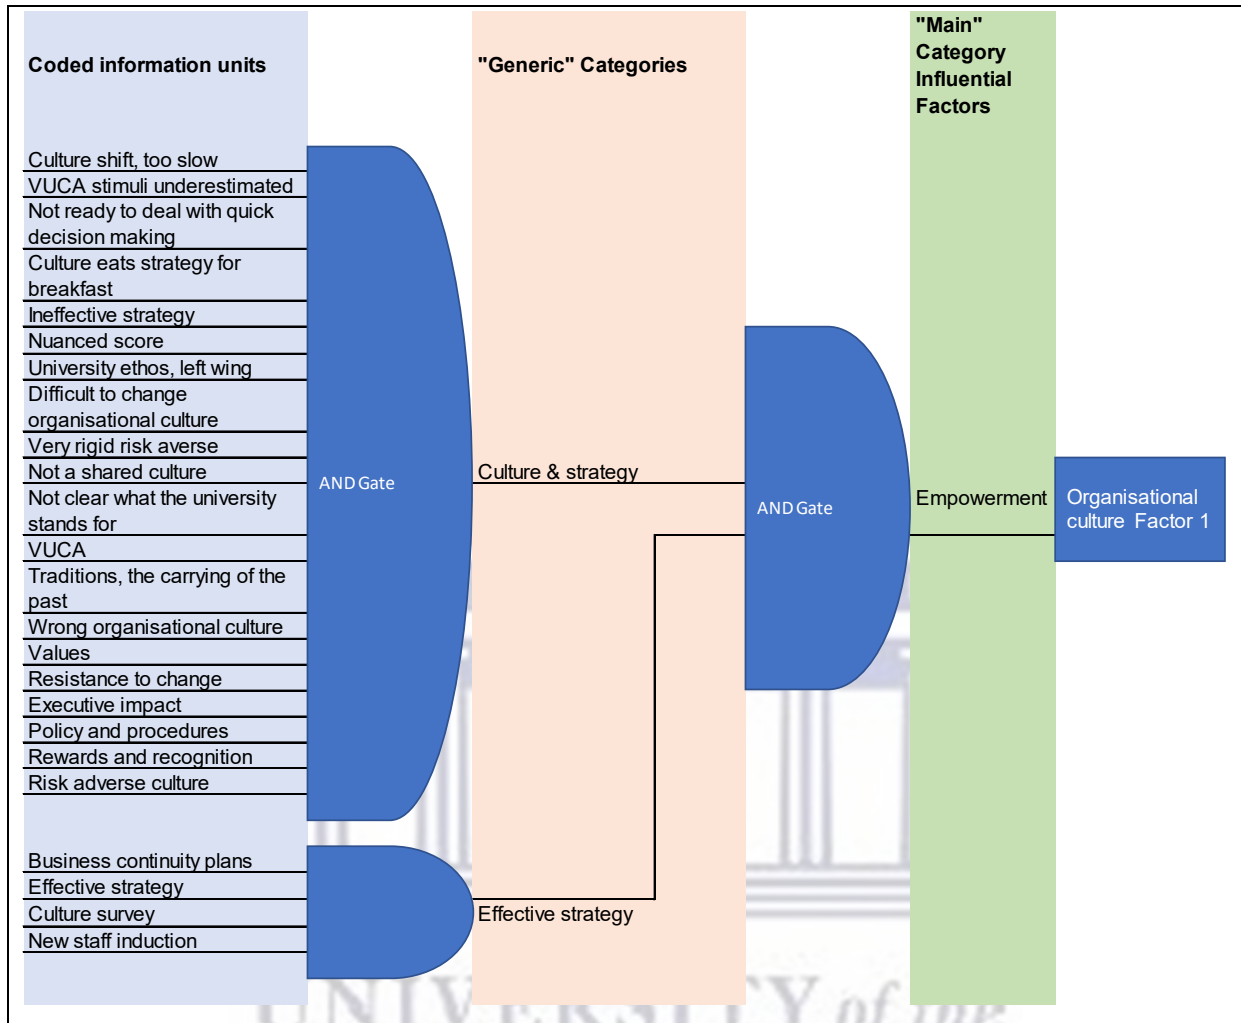 Coded information units
"Generic" Categories
"Main"
Category
Influential
Factors
Culture shift, too slow
VUCA stimuli underestimated
Not ready to deal with quick
decision making
Culture eats strategy for
breakfast
Ineffective strategy
Nuanced score
University ethos, left wing
Difficult to change
organisational culture
Very rigid risk averse
Not a shared culture
Not clear what the university
stands for
VUCA
Traditions, the carrying of the
past
Wrong organisational culture
Values
Resistance to change
Executive impact
Policy and procedures
Rewards and recognition
Risk adverse culture
AND Gate
Culture & strategy
AND Gate
Empowerment
Organisational
culture Factor 1
Business continuity plans
Effective strategy
Culture survey
New staff induction
Effective strategy
UNIVERSITY of the